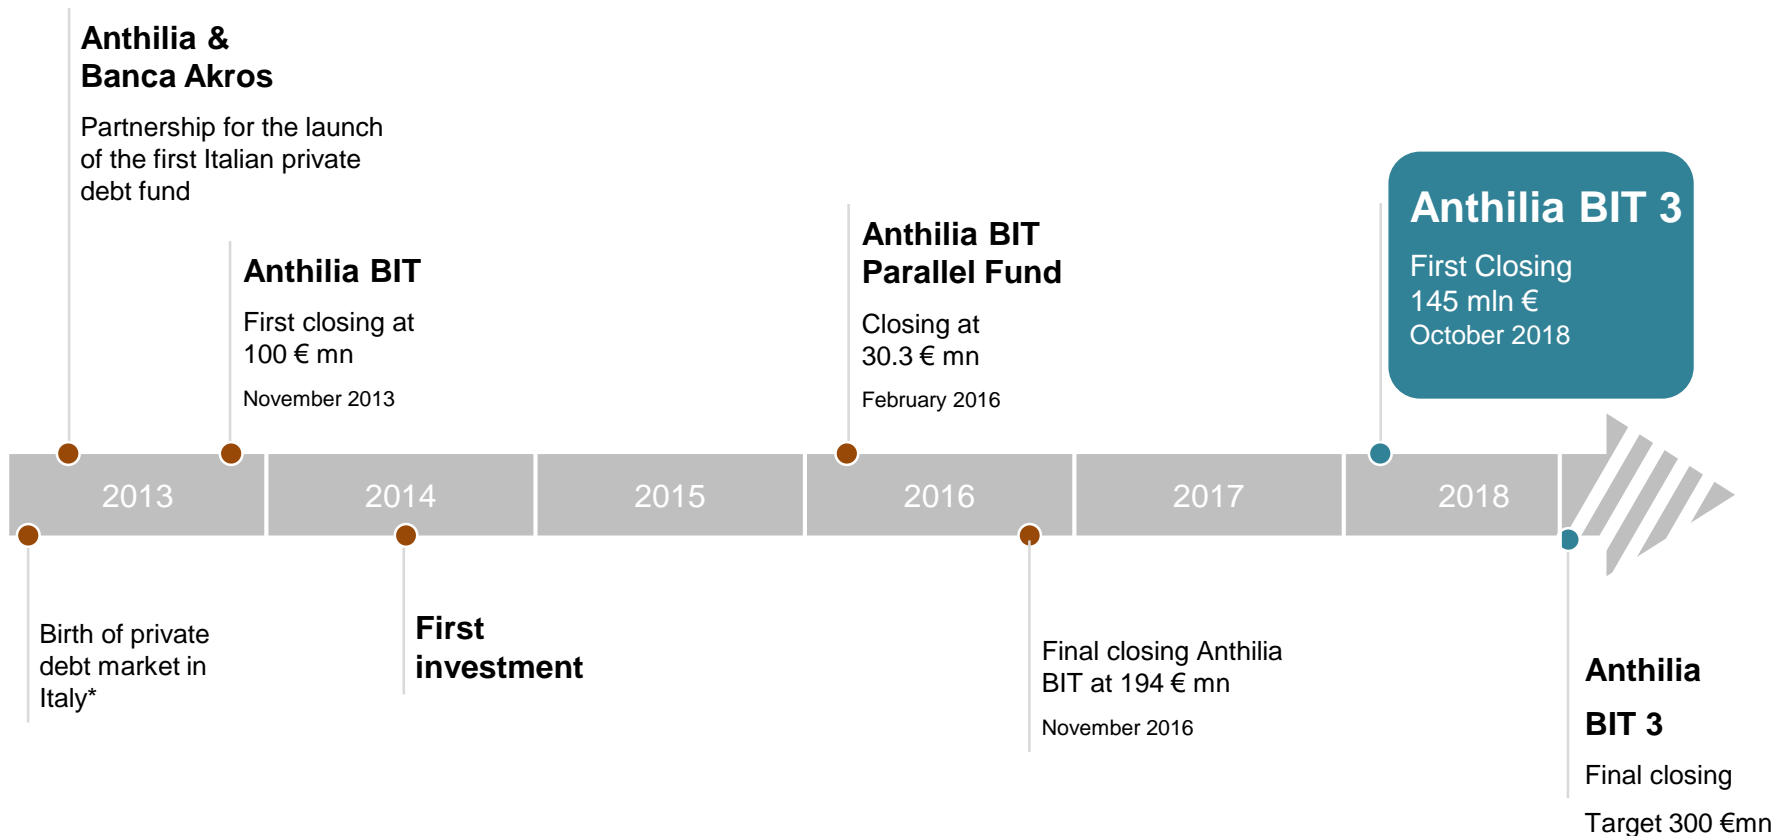 Anthilia &
Banca Akros
Partnership for the launch
of the first Italian private
debt fund
Anthilia BIT
First closing at
100 € mn
November 2013
Anthilia BIT
Parallel Fund
Closing at
30.3 € mn
February 2016
Anthilia BIT 3
First Closing
145 mln €
October 2018
2013
2014
2015
2016
2017
2018
Birth of private
debt market in
Italy*
First
investment
Final closing Anthilia
BIT at 194 € mn
November 2016
Anthilia
BIT 3
Final closing
Target 300 €mn